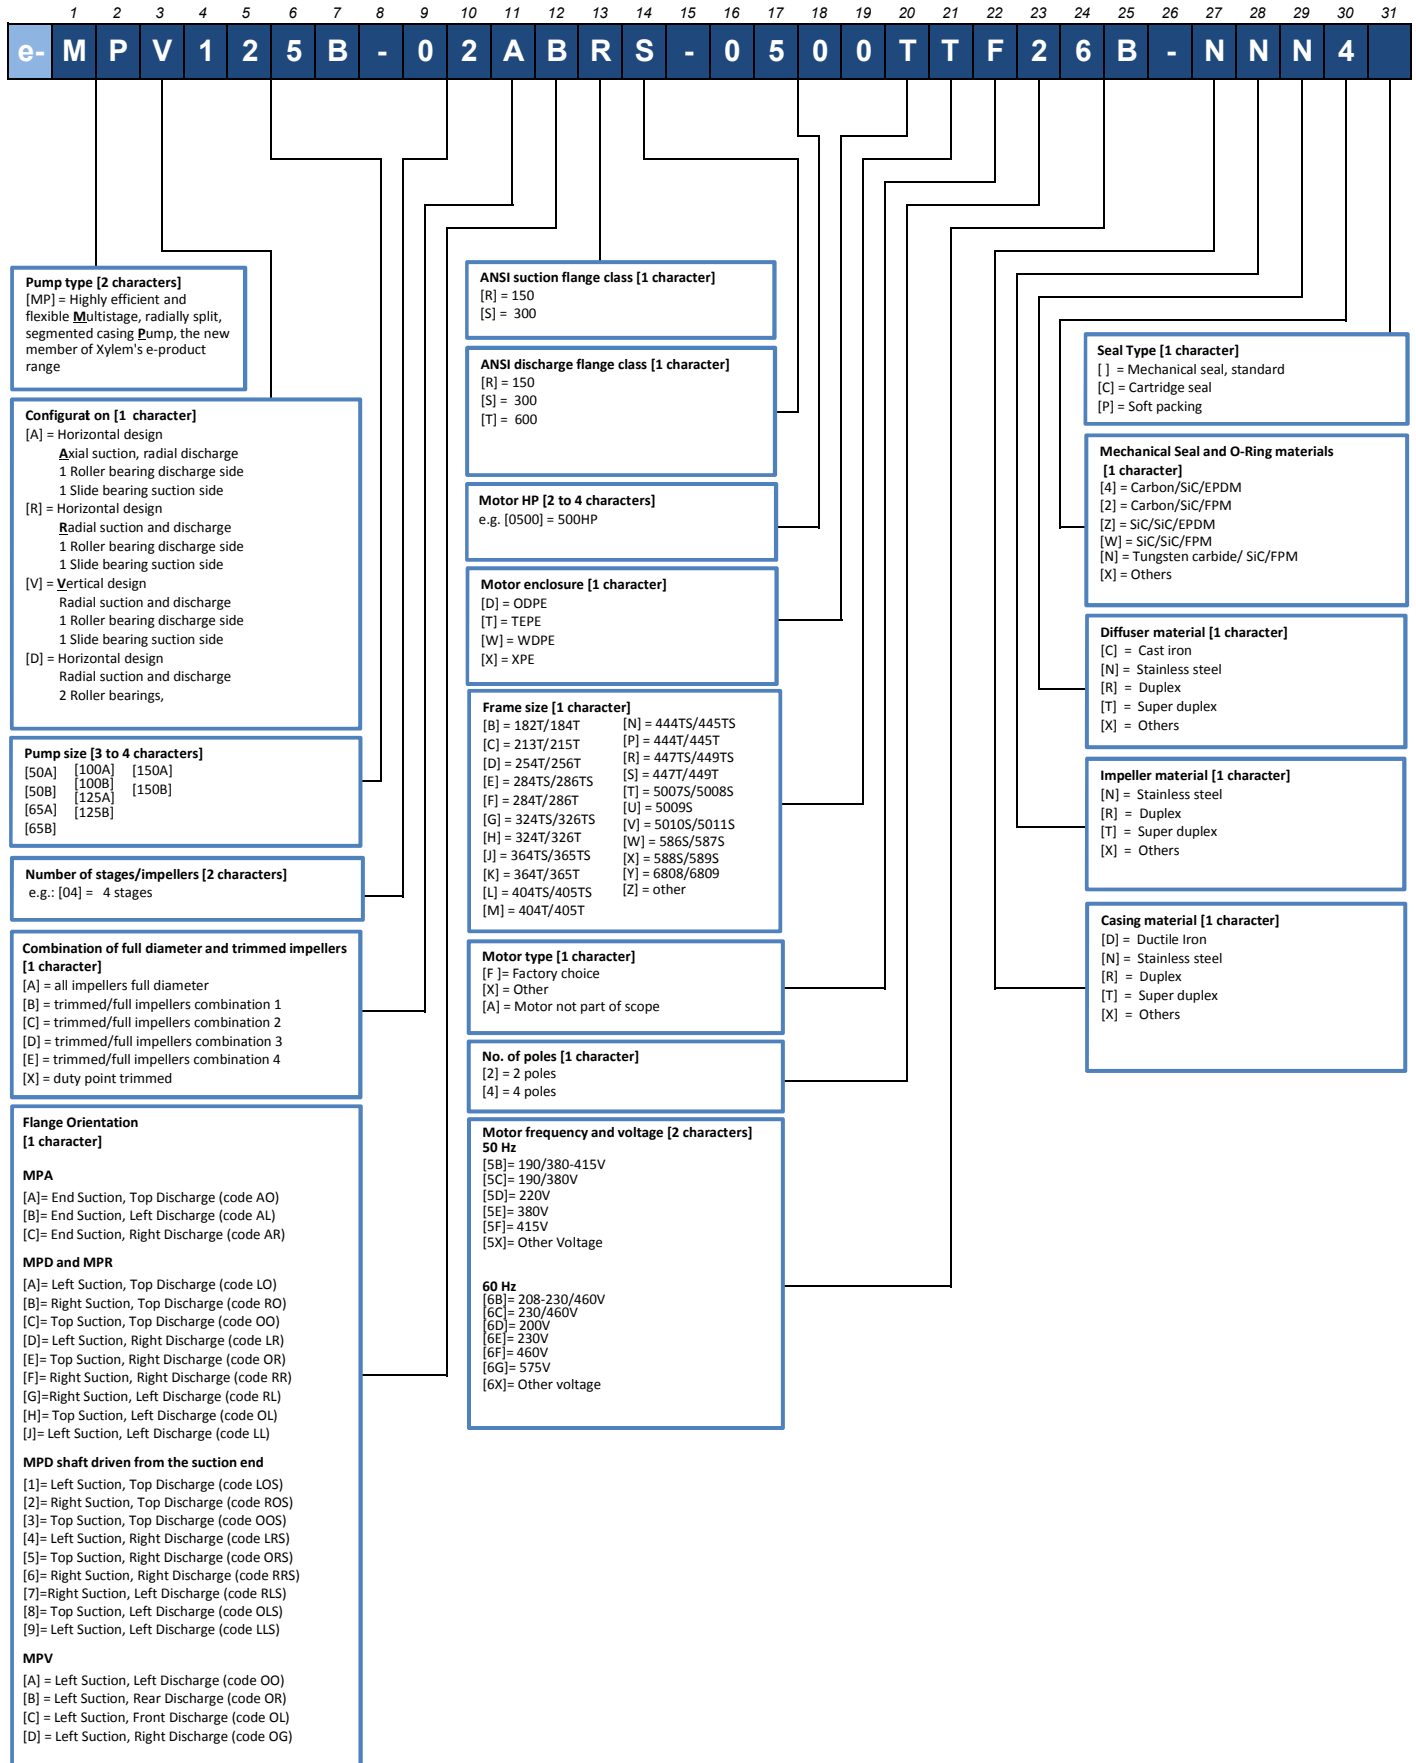 1 2 3 4 5 6 7 8 9 10 11 12 13 14 15 16 17 18 19 20 21 22 23 24 25 26 27 28 29 30 31
e- M P V 1 2 5 B - 0 2 A B R S - 0 5 0 0 T T F 2 6 B - N N N 4
Pump type [2 characters]
[MP] = Highly efficient and
flexible Multistage, radially split,
segmented casing Pump, the new
member of Xylem's e-product
range
Configurat on [1 character]
[A] = Horizontal design
Axial suction, radial discharge
1 Roller bearing discharge side
1 Slide bearing suction side
[R] = Horizontal design
Radial suction and discharge
1 Roller bearing discharge side
1 Slide bearing suction side
[V] = Vertical design
Radial suction and discharge
1 Roller bearing discharge side
1 Slide bearing suction side
[D] = Horizontal design
Radial suction and discharge
2 Roller bearings,
Pump size [3 to 4 characters]
[50A] [100A] [150A]
[50B] [100B] [150B]
[65A] [125A]
[65B] [125B]
Number of stages/impellers [2 characters]
e.g.: [04] = 4 stages
Combination of full diameter and trimmed impellers
[1 character]
[A] = all impellers full diameter
[B] = trimmed/full impellers combination 1
[C] = trimmed/full impellers combination 2
[D] = trimmed/full impellers combination 3
[E] = trimmed/full impellers combination 4
[X] = duty point trimmed
Flange Orientation
[1 character]
MPA
[A]= End Suction, Top Discharge (code AO)
[B]= End Suction, Left Discharge (code AL)
[C]= End Suction, Right Discharge (code AR)
MPD and MPR
[A]= Left Suction, Top Discharge (code LO)
[B]= Right Suction, Top Discharge (code RO)
[C]= Top Suction, Top Discharge (code OO)
[D]= Left Suction, Right Discharge (code LR)
[E]= Top Suction, Right Discharge (code OR)
[F]= Right Suction, Right Discharge (code RR)
[G]=Right Suction, Left Discharge (code RL)
[H]= Top Suction, Left Discharge (code OL)
[J]= Left Suction, Left Discharge (code LL)
MPD shaft driven from the suction end
[1]= Left Suction, Top Discharge (code LOS)
[2]= Right Suction, Top Discharge (code ROS)
[3]= Top Suction, Top Discharge (code OOS)
[4]= Left Suction, Right Discharge (code LRS)
[5]= Top Suction, Right Discharge (code ORS)
[6]= Right Suction, Right Discharge (code RRS)
[7]=Right Suction, Left Discharge (code RLS)
[8]= Top Suction, Left Discharge (code OLS)
[9]= Left Suction, Left Discharge (code LLS)
MPV
[A] = Left Suction, Left Discharge (code OO)
[B] = Left Suction, Rear Discharge (code OR)
[C] = Left Suction, Front Discharge (code OL)
[D] = Left Suction, Right Discharge (code OG)
ANSI suction flange class [1 character]
[R] = 150
[S] = 300
ANSI discharge flange class [1 character]
[R] = 150
[S] = 300
[T] = 600
Motor HP [2 to 4 characters]
e.g. [0500] = 500HP
Motor enclosure [1 character]
[D] = ODPE
[T] = TEPE
[W] = WDPE
[X] = XPE
Frame size [1 character]
[B] = 182T/184T [N] = 444TS/445TS
[C] = 213T/215T [P] = 444T/445T
[D] = 254T/256T [R] = 447TS/449TS
[E] = 284TS/286TS [S] = 447T/449T
[F] = 284T/286T [T] = 5007S/5008S
[G] = 324TS/326TS [U] = 5009S
[H] = 324T/326T [V] = 5010S/5011S
[J] = 364TS/365TS [W] = 586S/587S
[K] = 364T/365T [X] = 588S/589S
[L] = 404TS/405TS [Y] = 6808/6809
[M] = 404T/405T [Z] = other
Motor type [1 character]
[F ]= Factory choice
[X] = Other
[A] = Motor not part of scope
No. of poles [1 character]
[2] = 2 poles
[4] = 4 poles
Motor frequency and voltage [2 characters]
50 Hz
[5B]= 190/380-415V
[5C]= 190/380V
[5D]= 220V
[5E]= 380V
[5F]= 415V
[5X]= Other Voltage
60 Hz
[6B]= 208-230/460V
[6C]= 230/460V
[6D]= 200V
[6E]= 230V
[6F]= 460V
[6G]= 575V
[6X]= Other voltage
Seal Type [1 character]
[ ] = Mechanical seal, standard
[C] = Cartridge seal
[P] = Soft packing
Mechanical Seal and O-Ring materials
[1 character]
[4] = Carbon/SiC/EPDM
[2] = Carbon/SiC/FPM
[Z] = SiC/SiC/EPDM
[W] = SiC/SiC/FPM
[N] = Tungsten carbide/ SiC/FPM
[X] = Others
Diffuser material [1 character]
[C] = Cast iron
[N] = Stainless steel
[R] = Duplex
[T] = Super duplex
[X] = Others
Impeller material [1 character]
[N] = Stainless steel
[R] = Duplex
[T] = Super duplex
[X] = Others
Casing material [1 character]
[D] = Ductile Iron
[N] = Stainless steel
[R] = Duplex
[T] = Super duplex
[X] = Others